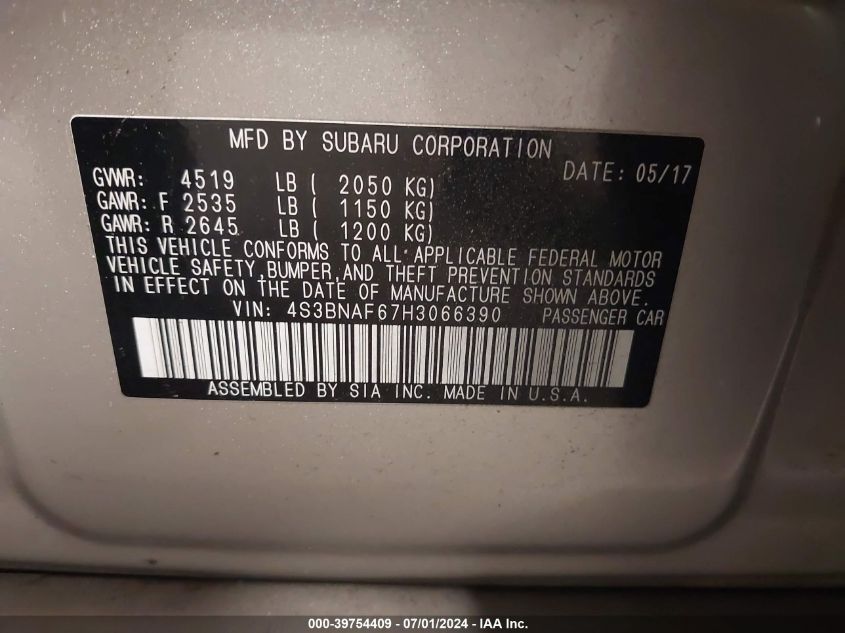 MFD BY SUBARU CORPORATION
DATE: 05/17
GVWR: 4519 LB ( 2050 KG)
GAWR: F 2535 LB ( 1150 KG)
GAWR: R 2645 LB ( 1200 KG)
THIS VEHICLE CONFORMS TO ALL APPLICABLE FEDERAL MOTOR
VEHICLE SAFETY, BUMPER, AND THEFT PREVENTION STANDARDS
IN EFFECT ON THE DATE OF MANUFACTURE SHOWN ABOVE.
VIN: 4S3BNAF67H3066390 PASSENGER CAR
ASSEMBLED BY SIA INC. MADE IN U.S.A.
000-39754409 - 07/01/2024 - IAA Inc.